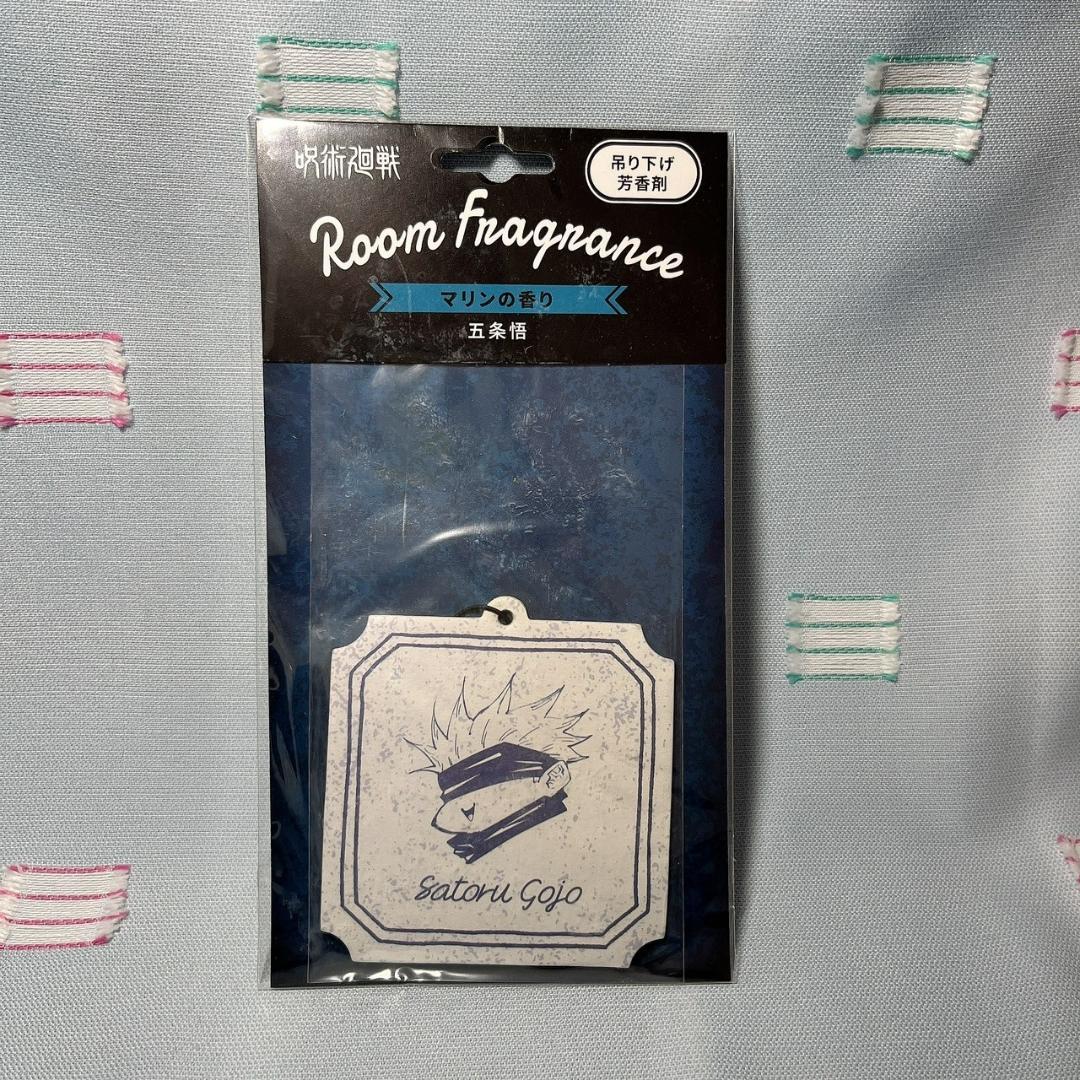 呪術廻戦
吊り下げ
芳香剤
Room Fragrance
マリンの香り
五条悟
Satoru Gojo